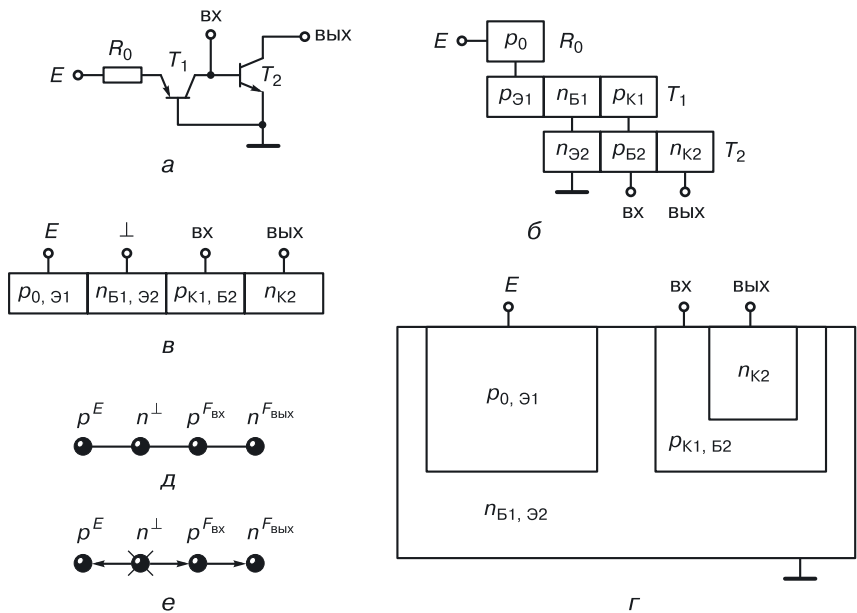 вх
вых
E
R0
T1
T2
а
E
p0
R0
pЭ1
nБ1
pК1
T1
nЭ2
pБ2
nК2
T2
вх
вых
б
E
⊥
вх
вых
p0, Э1
nБ1, Э2
pК1, Б2
nК2
в
E
вх
вых
p0, Э1
nК2
pК1, Б2
nБ1, Э2
г
pE
n⊥
pFвх
nFвых
д
pE
n⊥
pFвх
nFвых
е